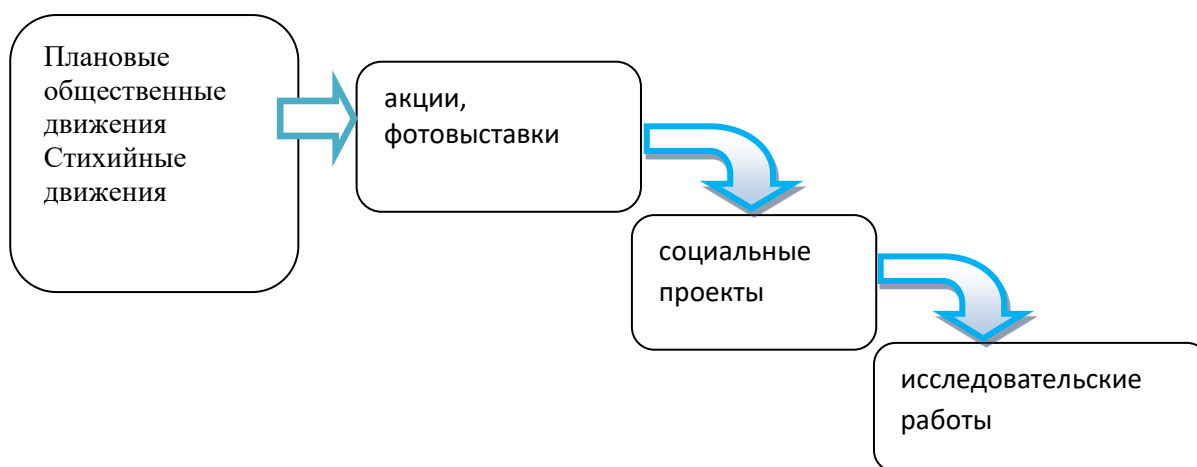 Плановые
общественные
движения
Стихийные
движения
акции,
фотовыставки
социальные
проекты
исследовательские
работы